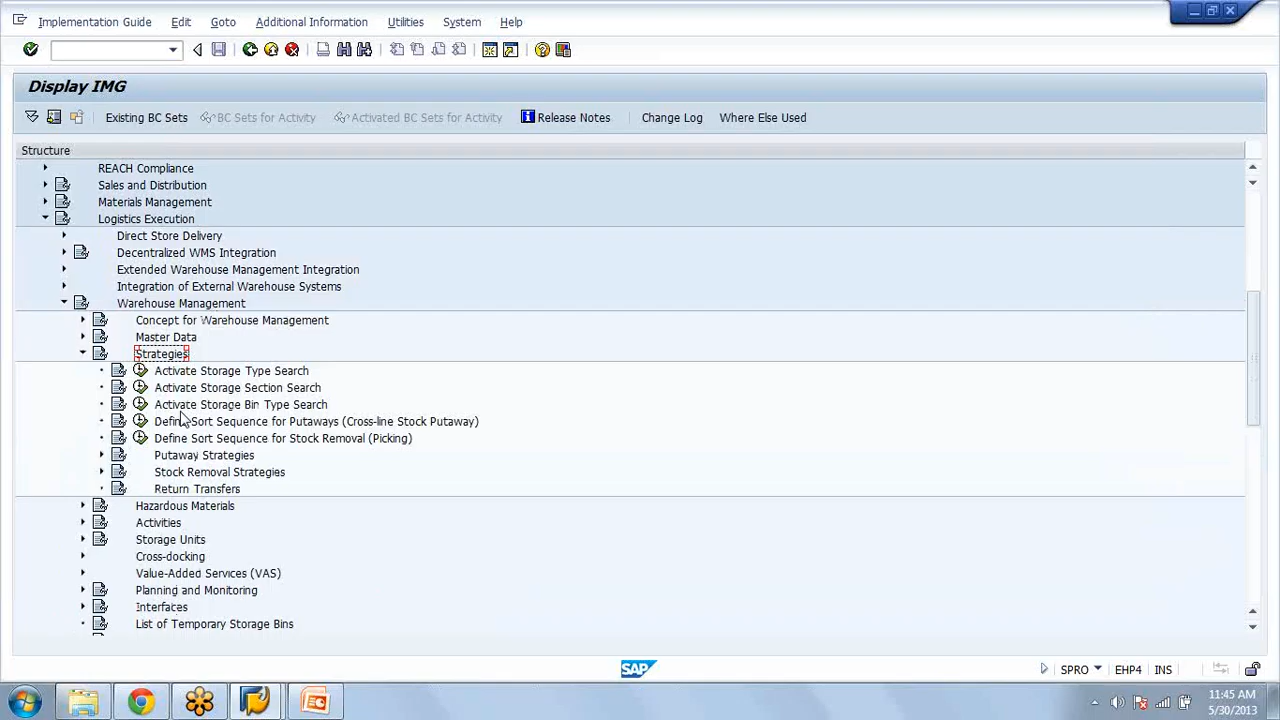 Implementation Guide Edit Goto Additional Information Utilities System Help
Display IMG
Existing BC Sets BC Sets for Activity Activated BC Sets for Activity Release Notes Change Log Where Else Used
Structure
REACH Compliance
Sales and Distribution
Materials Management
Logistics Execution
Direct Store Delivery
Decentralized WMS Integration
Extended Warehouse Management Integration
Integration of External Warehouse Systems
Warehouse Management
Concept for Warehouse Management
Master Data
Strategies
Activate Storage Type Search
Activate Storage Section Search
Activate Storage Bin Type Search
Define Sort Sequence for Putaways (Cross-line Stock Putaway)
Define Sort Sequence for Stock Removal (Picking)
Putaway Strategies
Stock Removal Strategies
Return Transfers
Hazardous Materials
Activities
Storage Units
Cross-docking
Value-Added Services (VAS)
Planning and Monitoring
Interfaces
List of Temporary Storage Bins
SAP SPRO EHP4 INS
11:45 AM
5/30/2013